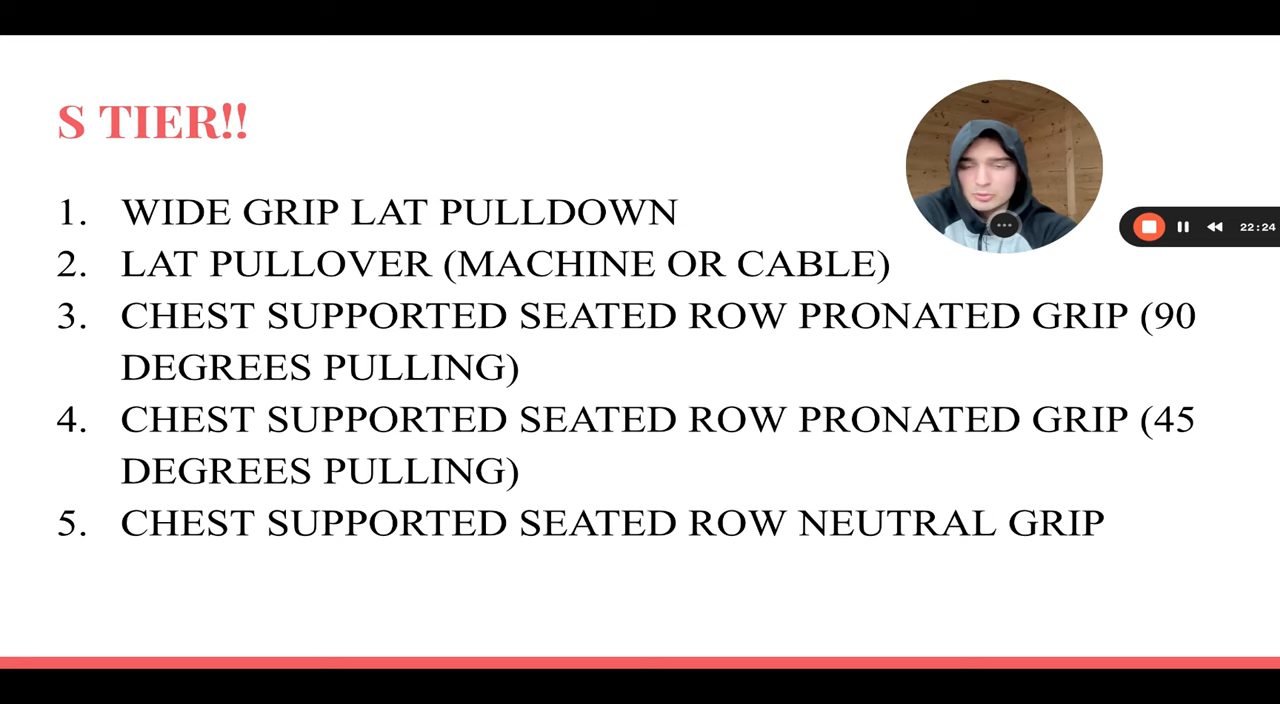 S TIER!!
1. WIDE GRIP LAT PULLDOWN
2. LAT PULLOVER (MACHINE OR CABLE)
3. CHEST SUPPORTED SEATED ROW PRONATED GRIP (90
DEGREES PULLING)
4. CHEST SUPPORTED SEATED ROW PRONATED GRIP (45
DEGREES PULLING)
5. CHEST SUPPORTED SEATED ROW NEUTRAL GRIP
22:24